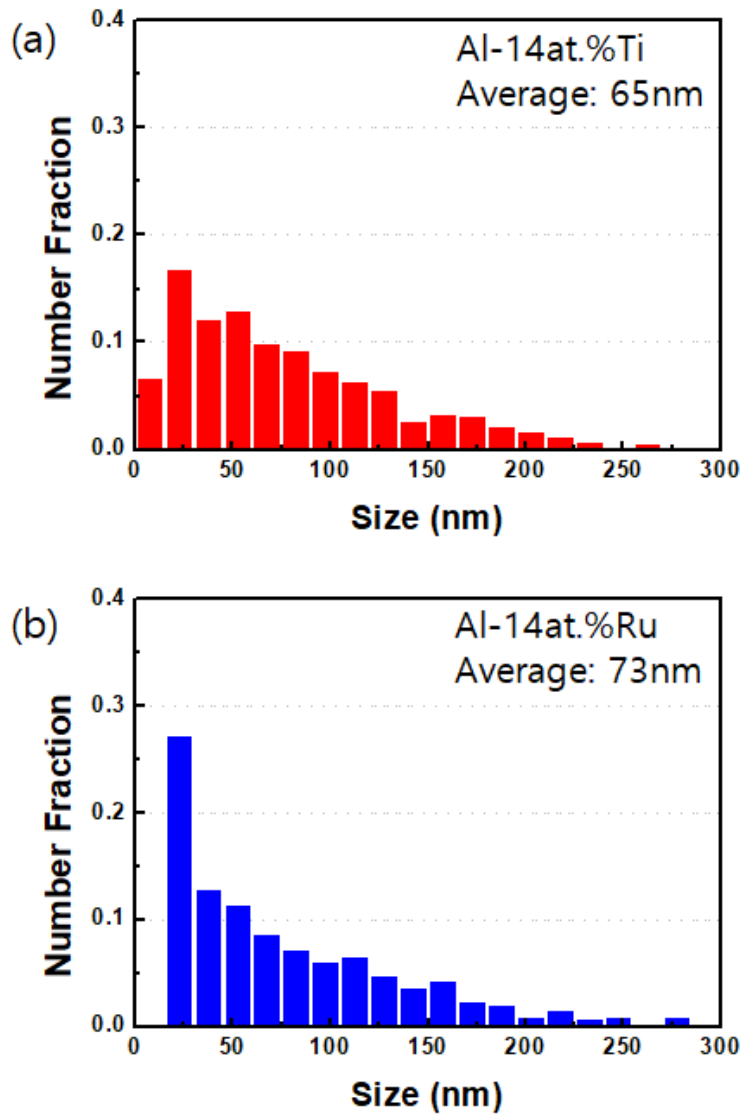 (a)
Al-14at.%Ti
Average: 65nm
Number Fraction
0.4
0.3
0.2
0.1
0.0
0 50 100 150 200 250 300
Size (nm)
(b)
Al-14at.%Ru
Average: 73nm
Number Fraction
0.4
0.3
0.2
0.1
0.0
0 50 100 150 200 250 300
Size (nm)